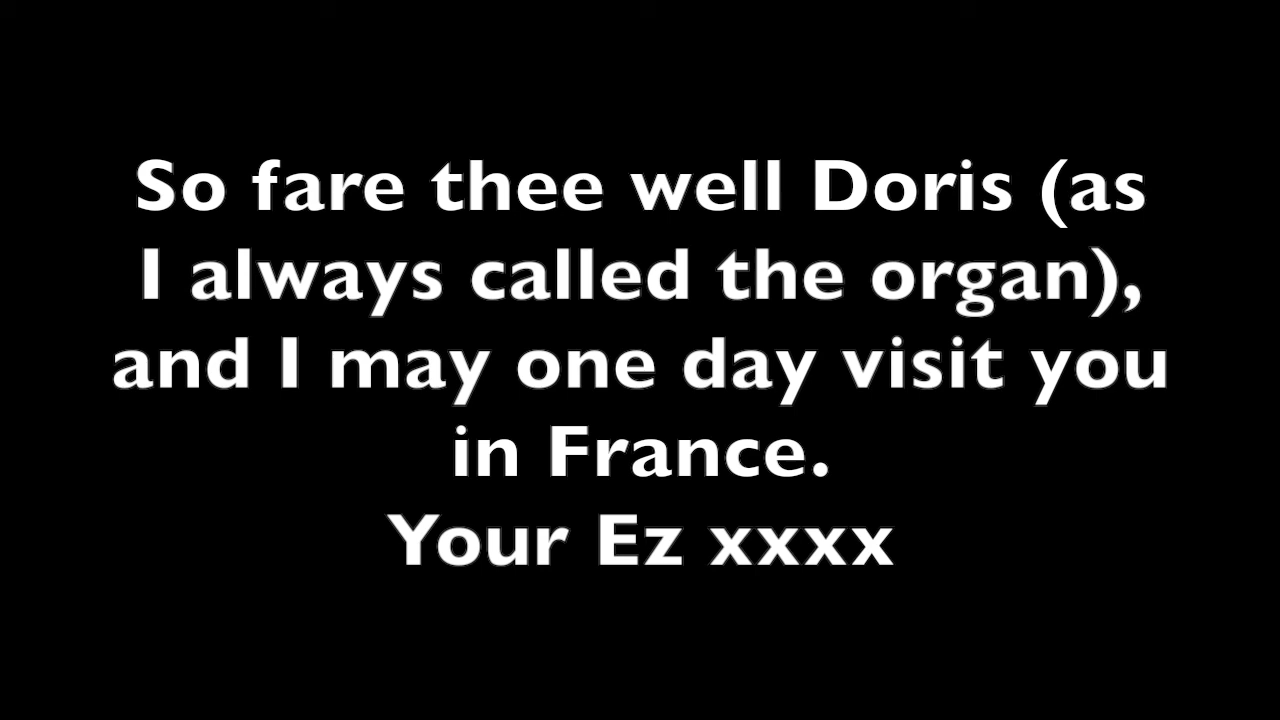 So fare thee well Doris (as
I always called the organ),
and I may one day visit you
in France.
Your Ez xxxx